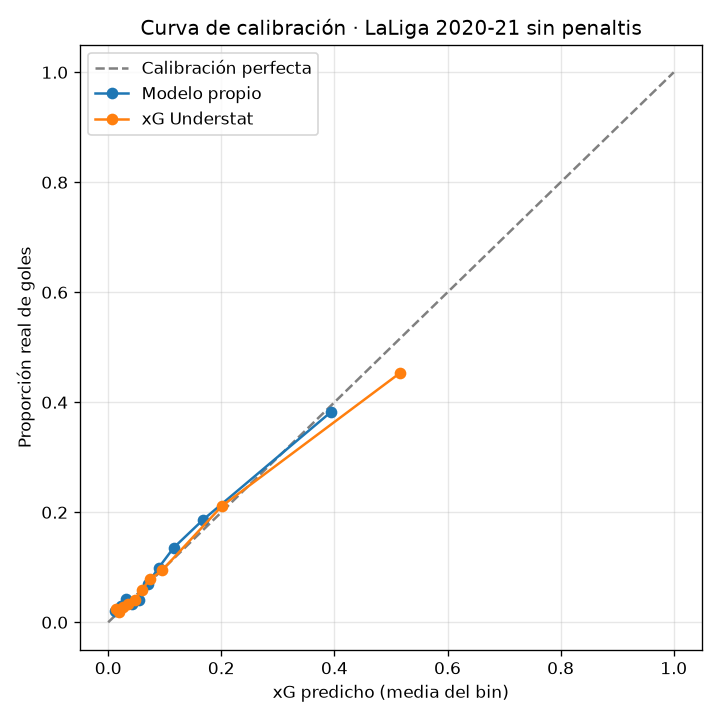 Curva de calibración · LaLiga 2020-21 sin penaltis
Calibración perfecta
Modelo propio
xG Understat
Proporción real de goles
1.0
0.8
0.6
0.4
0.2
0.0
0.0 0.2 0.4 0.6 0.8 1.0
xG predicho (media del bin)